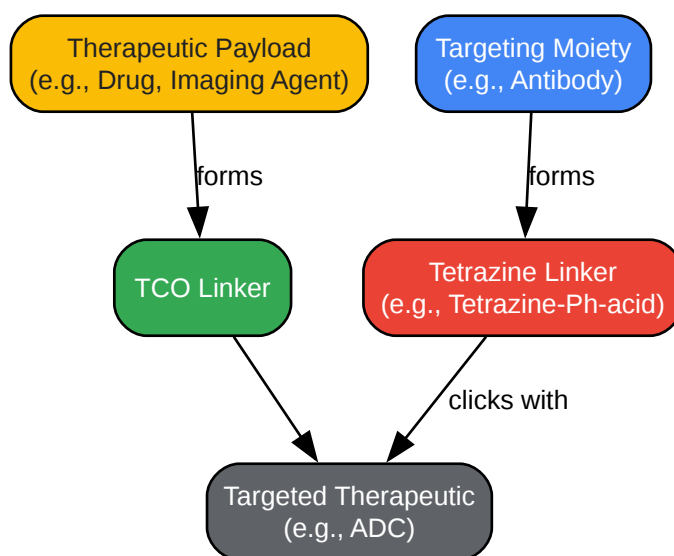 Therapeutic Payload
(e.g., Drug, Imaging Agent)
Targeting Moiety
(e.g., Antibody)
forms
forms
TCO Linker
Tetrazine Linker
(e.g., Tetrazine-Ph-acid)
clicks with
Targeted Therapeutic
(e.g., ADC)